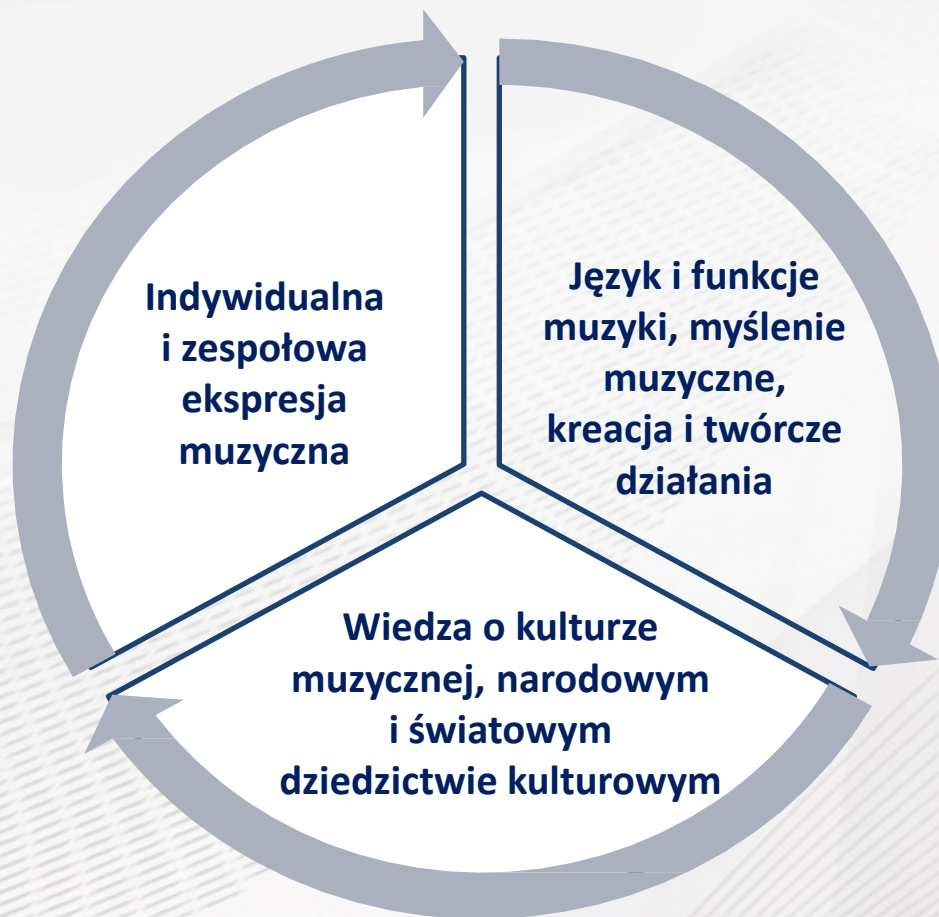 Indywidualna
i zespołowa
ekspresja
muzyczna
Język i funkcje
muzyki, myślenie
muzyczne,
kreacja i twórcze
działania
Wiedza o kulturze
muzycznej, narodowym
i światowym
dziedzictwie kulturowym